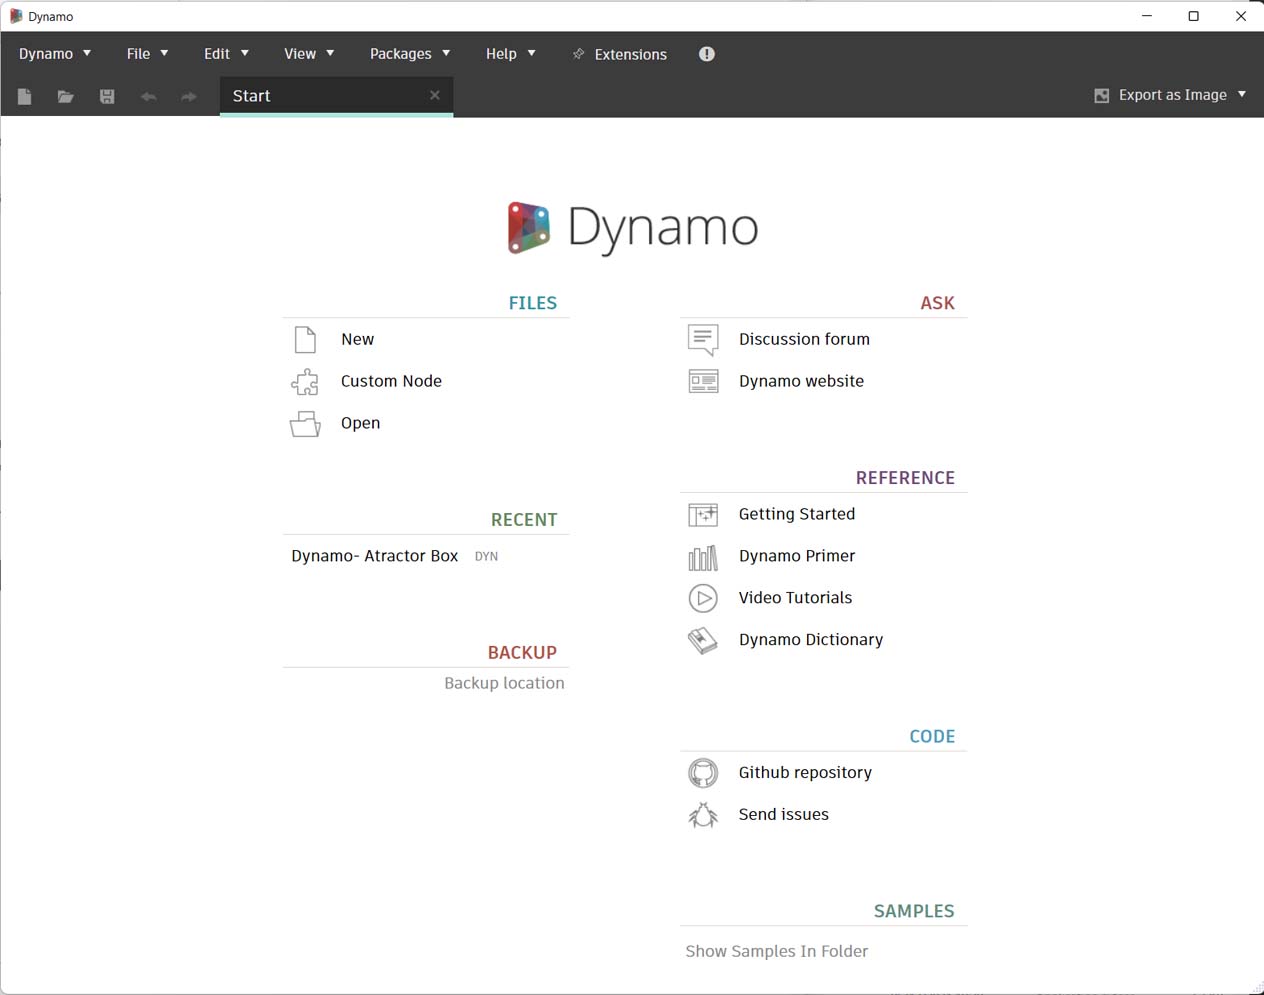 Dynamo
Dynamo File Edit View Packages Help Extensions
Start
Export as Image
Dynamo
FILES
New
Custom Node
Open
RECENT
Dynamo- Atractor Box DYN
BACKUP
Backup location
ASK
Discussion forum
Dynamo website
REFERENCE
Getting Started
Dynamo Primer
Video Tutorials
Dynamo Dictionary
CODE
Github repository
Send issues
SAMPLES
Show Samples In Folder